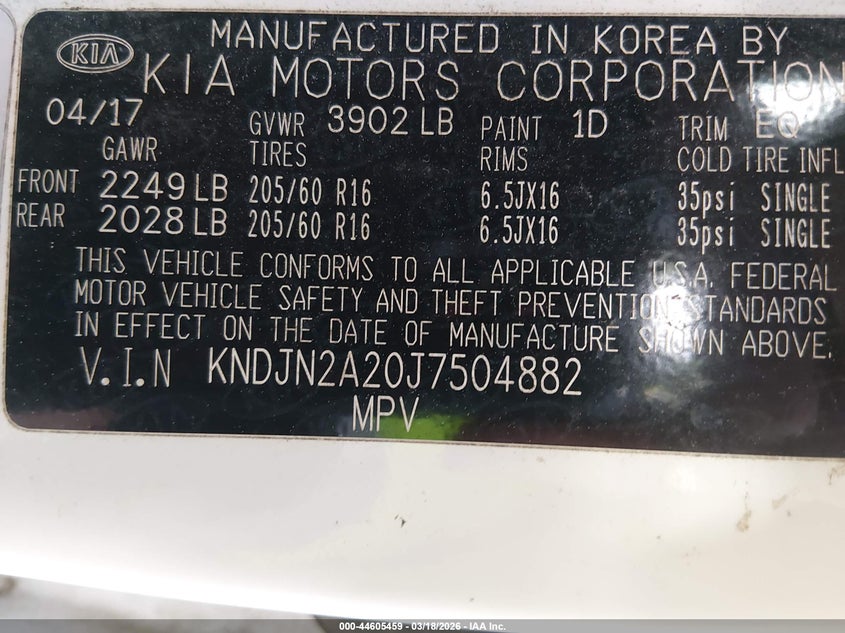 KIA MANUFACTURED IN KOREA BY
KIA MOTORS CORPORATION
04/17 GVWR 3902 LB PAINT 1D TRIM EQ
GAWR TIRES RIMS COLD TIRE INFL
FRONT 2249 LB 205/60 R16 6.5JX16 35psi SINGLE
REAR 2028 LB 205/60 R16 6.5JX16 35psi SINGLE
THIS VEHICLE CONFORMS TO ALL APPLICABLE U.S.A. FEDERAL
MOTOR VEHICLE SAFETY AND THEFT PREVENTION STANDARDS
IN EFFECT ON THE DATE OF MANUFACTURE SHOWN ABOVE.
V.I.N KNDJN2A20J7504882
MPV
000-44605459 - 03/18/2026 - IAA Inc.